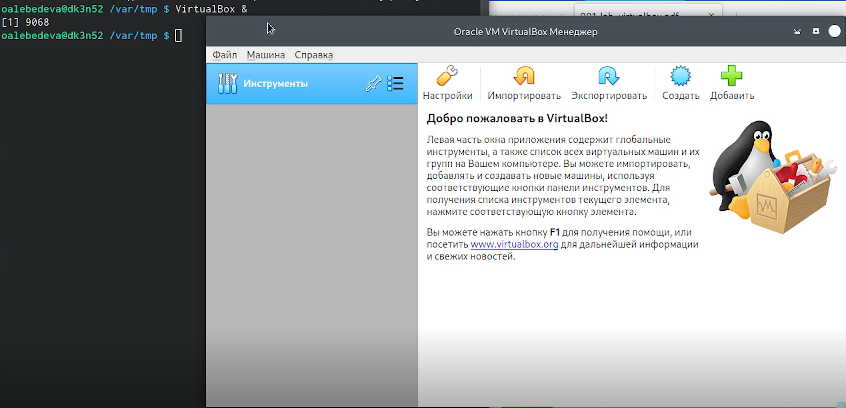 oalebedeva@dk3n52 /var/tmp $ VirtualBox &
[1] 9068
oalebedeva@dk3n52 /var/tmp $
Oracle VM VirtualBox Менеджер
Файл Машина Справка
Инструменты
Настройки Импортировать Экспортировать Создать Добавить
Добро пожаловать в VirtualBox!
Левая часть окна приложения содержит глобальные
инструменты, а также список всех виртуальных машин и их
групп на Вашем компьютере. Вы можете импортировать,
добавлять и создавать новые машины, используя
соответствующие кнопки панели инструментов. Для
получения списка инструментов текущего элемента,
нажмите соответствующую кнопку элемента.
Вы можете нажать кнопку F1 для получения помощи, или
посетить www.virtualbox.org для дальнейшей информации
и свежих новостей.